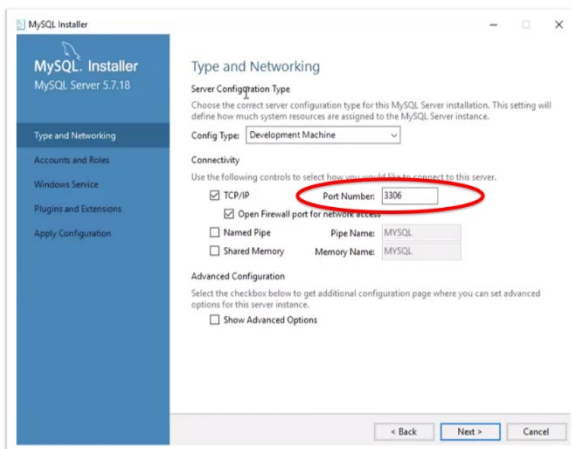 MySQL Installer
MySQL. Installer
MySQL Server 5.7.18
Type and Networking
Accounts and Roles
Windows Service
Plugins and Extensions
Apply Configuration
Type and Networking
Server Configuration Type
Choose the correct server configuration type for this MySQL Server installation. This setting will
define how much system resources are assigned to the MySQL Server instance.
Config Type: Development Machine
Connectivity
Use the following controls to select how you would like to connect to this server.
TCP/IP Port Number: 3306
Open Firewall port for network access
Named Pipe Pipe Name: MYSQL
Shared Memory Memory Name: MYSQL
Advanced Configuration
Select the checkbox below to get additional configuration page where you can set advanced
options for this server instance.
Show Advanced Options
< Back Next > Cancel